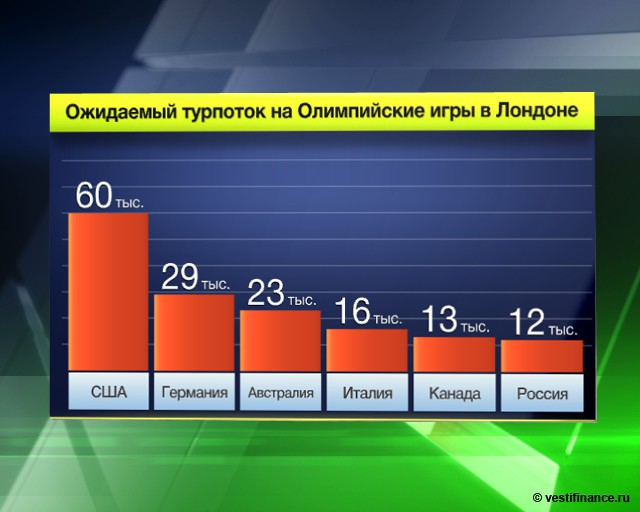 Ожидаемый турпоток на Олимпийские игры в Лондоне
60 тыс.
29 тыс.
23 тыс.
16 тыс.
13 тыс.
12 тыс.
США
Германия
Австралия
Италия
Канада
Россия
© vestifinance.ru